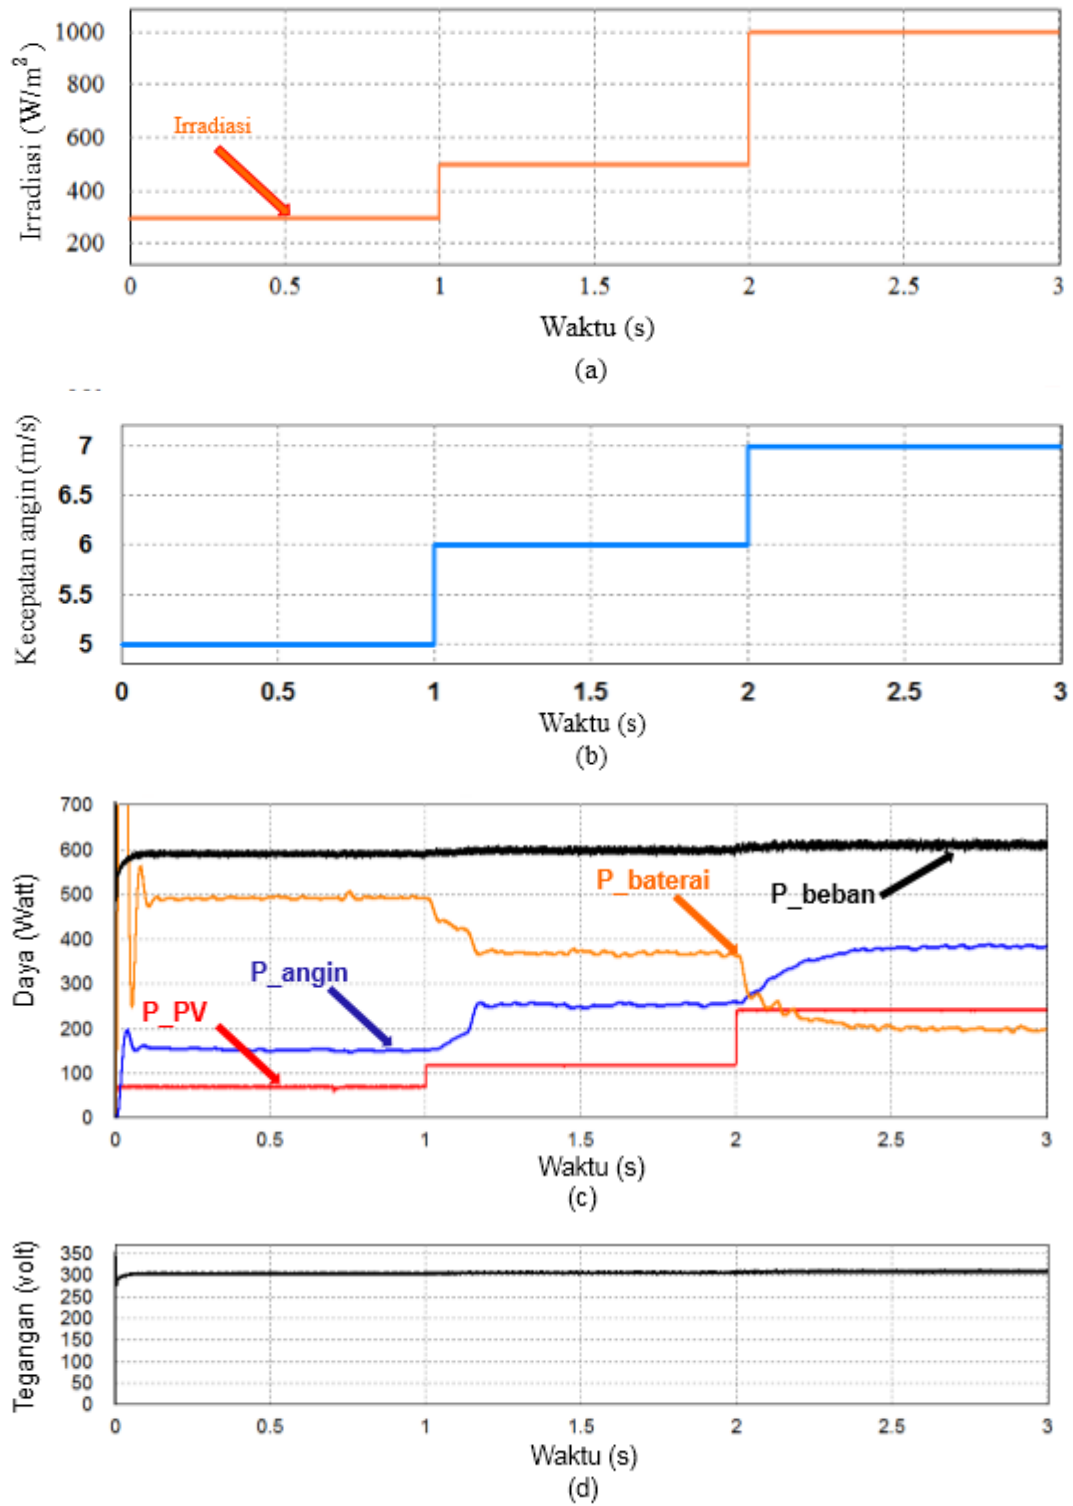 1000
800
600
400
200
Irradiasi (W/m²)
Irradiasi
0 0.5 1 1.5 2 2.5 3
Waktu (s)
(a)
7
6.5
6
5.5
5
Kecepatan angin (m/s)
0 0.5 1 1.5 2 2.5 3
Waktu (s)
(b)
700
600
500
400
300
200
100
0
Daya (Watt)
P_baterai
P_beban
P_angin
P_PV
0 0.5 1 1.5 2 2.5 3
Waktu (s)
(c)
350
300
250
200
150
100
50
0
Tegangan (volt)
0 0.5 1 1.5 2 2.5 3
Waktu (s)
(d)